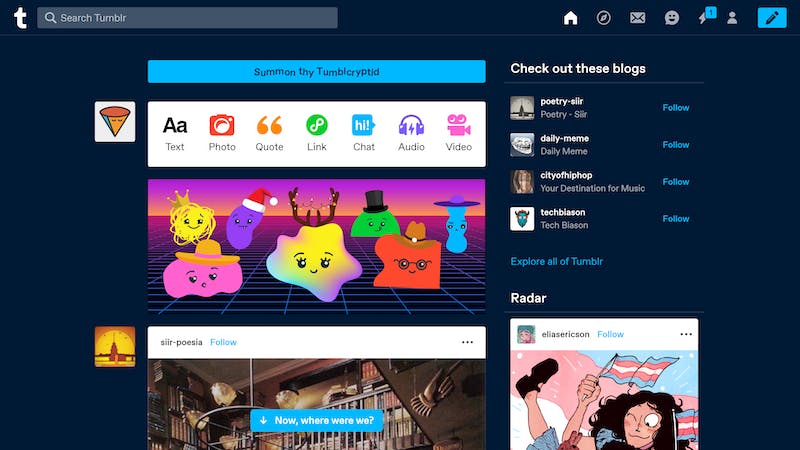 t
Search Tumblr
1
Summon thy Tumblcryptid
Aa
hi!
Text Photo Quote Link Chat Audio Video
siir-poesia Follow
Now, where were we?
Check out these blogs
poetry-siir
Poetry - Siir
Follow
daily-meme
Daily Meme
Follow
cityofhiphop
Your Destination for Music
Follow
techblason
Tech Blason
Follow
Explore all of Tumblr
Radar
eliasericson Follow